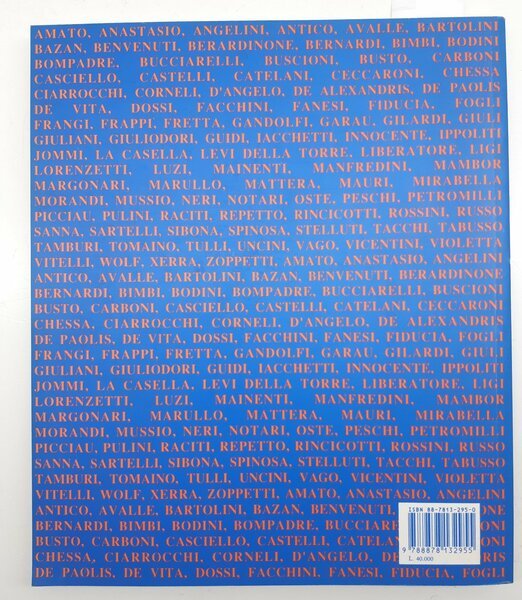 AMATO, ANASTASIO, ANGELINI, ANTICO, AVALLE, BARTOLINI
BAZAN, BENVENUTI, BERARDINONE, BERNARDI, BIMBI, BODINI
BOMPADRE, BUCCIARELLI, BUSCIONI, BUSTO, CARBONI
CASCIELLO, CASTELLI, CATELANI, CECCARONI, CHESSA
CIARROCCHI, CORNELI, D'ANGELO, DE ALEXANDRIS, DE PAOLIS
DE VITA, DOSSI, FACCHINI, FANESI, FIDUCIA, FOGLI
FRANGI, FRAPPI, FRETTA, GANDOLFI, GARAU, GILARDI, GIULI
GIULIANI, GIULIODORI, GUIDI, IACCHETTI, INNOCENTE, IPPOLITI
JOMMI, LA CASELLA, LEVI DELLA TORRE, LIBERATORE, LIGI
LORENZETTI, LUZI, MAINENTI, MANFREDINI, MAMBOR
MARGONARI, MARULLO, MATTERA, MAURI, MIRABELLA
MORANDI, MUSSIO, NERI, NOTARI, OSTE, PESCHI, PETROMILLI
PICCIAU, PULINI, RACITI, REPETTO, RINCICOTTI, ROSSINI, RUSSO
SANNA, SARTELLI, SIBONA, SPINOSA, STELLUTI, TACCHI, TABUSSO
TAMBURI, TOMAINO, TULLI, UNCINI, VAGO, VICENTINI, VIOLETTA
VITELLI, WOLF, XERRA, ZOPPETTI, AMATO, ANASTASIO, ANGELINI
ANTICO, AVALLE, BARTOLINI, BAZAN, BENVENUTI, BERARDINONE
BERNARDI, BIMBI, BODINI, BOMPADRE, BUCCIARELLI, BUSCIONI
BUSTO, CARBONI, CASCIELLO, CASTELLI, CATELANI, CECCARONI
CHESSA, CIARROCCHI, CORNELI, D'ANGELO, DE ALEXANDRIS
DE PAOLIS, DE VITA, DOSSI, FACCHINI, FANESI, FIDUCIA, FOGLI
FRANGI, FRAPPI, FRETTA, GANDOLFI, GARAU, GILARDI, GIULI
GIULIANI, GIULIODORI, GUIDI, IACCHETTI, INNOCENTE, IPPOLITI
JOMMI, LA CASELLA, LEVI DELLA TORRE, LIBERATORE, LIGI
LORENZETTI, LUZI, MAINENTI, MANFREDINI, MAMBOR
MARGONARI, MARULLO, MATTERA, MAURI, MIRABELLA
MORANDI, MUSSIO, NERI, NOTARI, OSTE, PESCHI, PETROMILLI
PICCIAU, PULINI, RACITI, REPETTO, RINCICOTTI, ROSSINI, RUSSO
SANNA, SARTELLI, SIBONA, SPINOSA, STELLUTI, TACCHI, TABUSSO
TAMBURI, TOMAINO, TULLI, UNCINI, VAGO, VICENTINI, VIOLETTA
VITELLI, WOLF, XERRA, ZOPPETTI, AMATO, ANASTASIO, ANGELINI
ANTICO, AVALLE, BARTOLINI, BAZAN, BENVENUTI
BERNARDI, BIMBI, BODINI, BOMPADRE, BUCCIARE
BUSTO, CARBONI, CASCIELLO, CASTELLI, CATELA
CHESSA, CIARROCCHI, CORNELI, D'ANGELO, DE
DE PAOLIS, DE VITA, DOSSI, FACCHINI, FANESI, FIDUCIA, FOGLI
ISBN 88-7813-295-0
9 788878 132955
L. 40.000